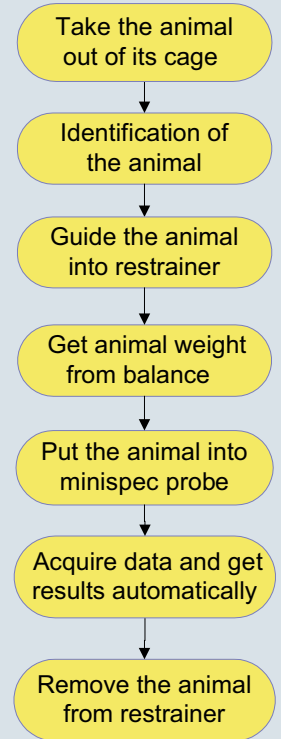 Take the animal
out of its cage
Identification of
the animal
Guide the animal
into restrainer
Get animal weight
from balance
Put the animal into
minispec probe
Acquire data and get
results automatically
Remove the animal
from restrainer